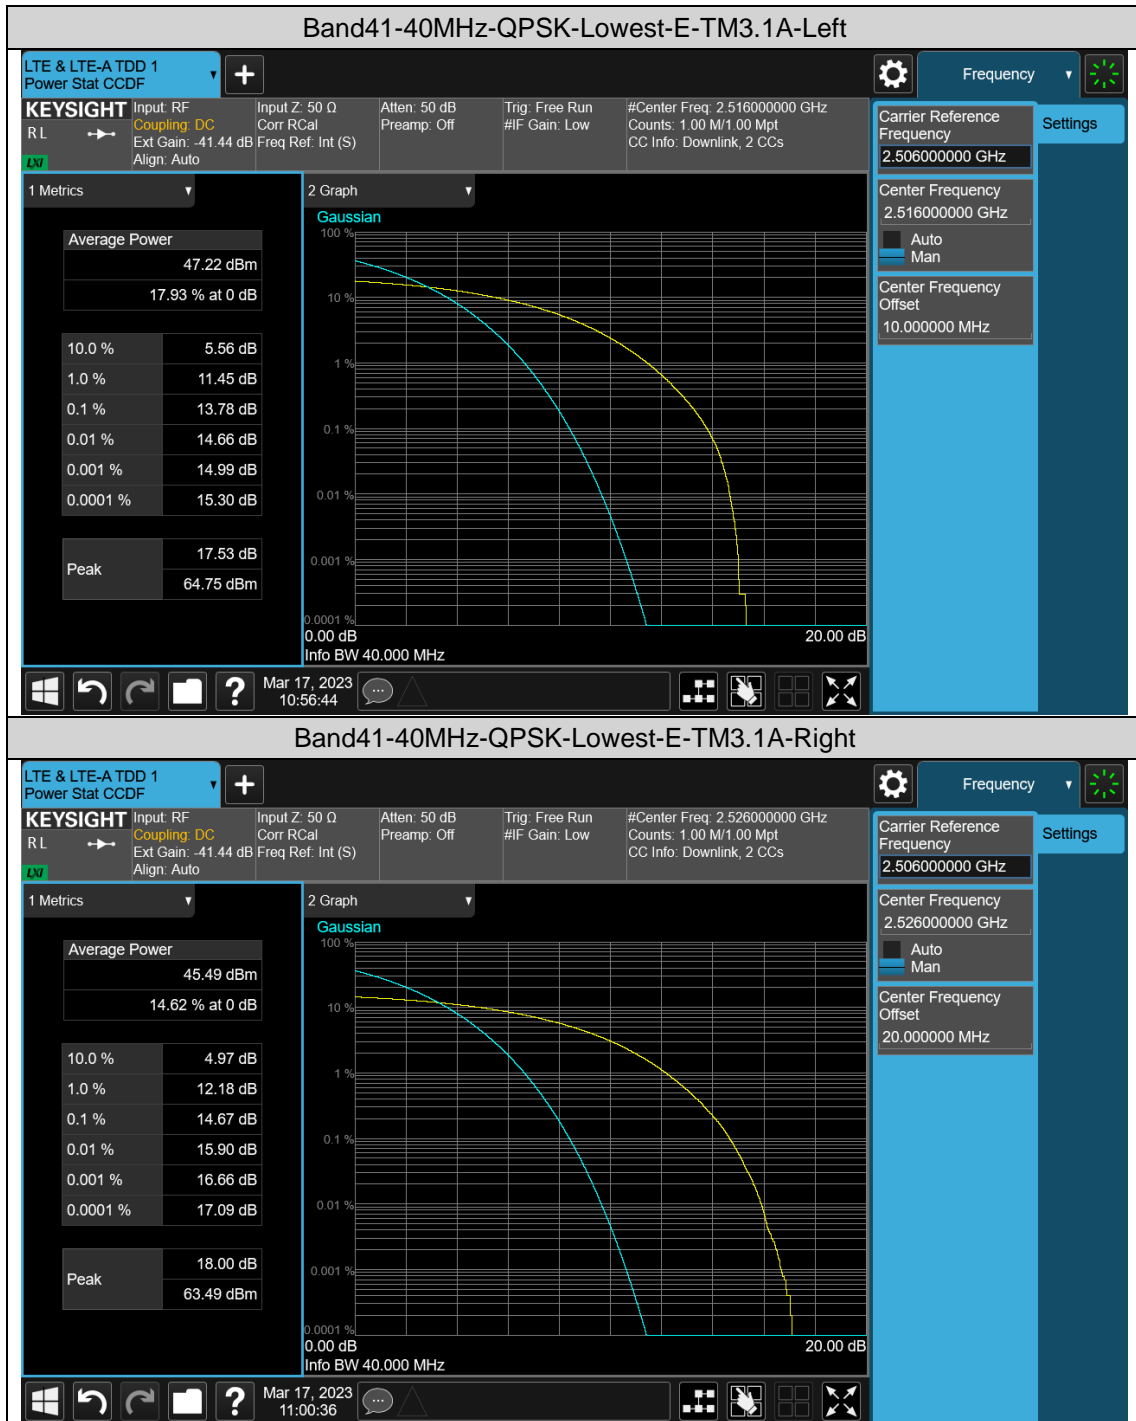 Band41-40MHz-QPSK-Lowest-E-TM3.1A-Left
LTE & LTE-A TDD 1
Power Stat CCDF
Frequency
KEYSIGHT
R L
LXI
Input: RF
Coupling: DC
Ext Gain: -41.44 dB
Align: Auto
Input Z: 50 Ω
Corr RCal
Freq Ref: Int (S)
Atten: 50 dB
Preamp: Off
Trig: Free Run
#IF Gain: Low
#Center Freq: 2.516000000 GHz
Counts: 1.00 M/1.00 Mpt
CC Info: Downlink, 2 CCs
Carrier Reference
Frequency
2.506000000 GHz
Settings
Center Frequency
2.516000000 GHz
Auto
Man
Center Frequency
Offset
10.000000 MHz
1 Metrics
Average Power
47.22 dBm
17.93 % at 0 dB
10.0 % 5.56 dB
1.0 % 11.45 dB
0.1 % 13.78 dB
0.01 % 14.66 dB
0.001 % 14.99 dB
0.0001 % 15.30 dB
Peak
17.53 dB
64.75 dBm
2 Graph
Gaussian
100 %
10 %
1 %
0.1 %
0.01 %
0.001 %
0.0001 %
0.00 dB
20.00 dB
Info BW 40.000 MHz
?
Mar 17, 2023
10:56:44
Band41-40MHz-QPSK-Lowest-E-TM3.1A-Right
LTE & LTE-A TDD 1
Power Stat CCDF
Frequency
KEYSIGHT
R L
LXI
Input: RF
Coupling: DC
Ext Gain: -41.44 dB
Align: Auto
Input Z: 50 Ω
Corr RCal
Freq Ref: Int (S)
Atten: 50 dB
Preamp: Off
Trig: Free Run
#IF Gain: Low
#Center Freq: 2.526000000 GHz
Counts: 1.00 M/1.00 Mpt
CC Info: Downlink, 2 CCs
Carrier Reference
Frequency
2.506000000 GHz
Settings
Center Frequency
2.526000000 GHz
Auto
Man
Center Frequency
Offset
20.000000 MHz
1 Metrics
Average Power
45.49 dBm
14.62 % at 0 dB
10.0 % 4.97 dB
1.0 % 12.18 dB
0.1 % 14.67 dB
0.01 % 15.90 dB
0.001 % 16.66 dB
0.0001 % 17.09 dB
Peak
18.00 dB
63.49 dBm
2 Graph
Gaussian
100 %
10 %
1 %
0.1 %
0.01 %
0.001 %
0.0001 %
0.00 dB
20.00 dB
Info BW 40.000 MHz
?
Mar 17, 2023
11:00:36